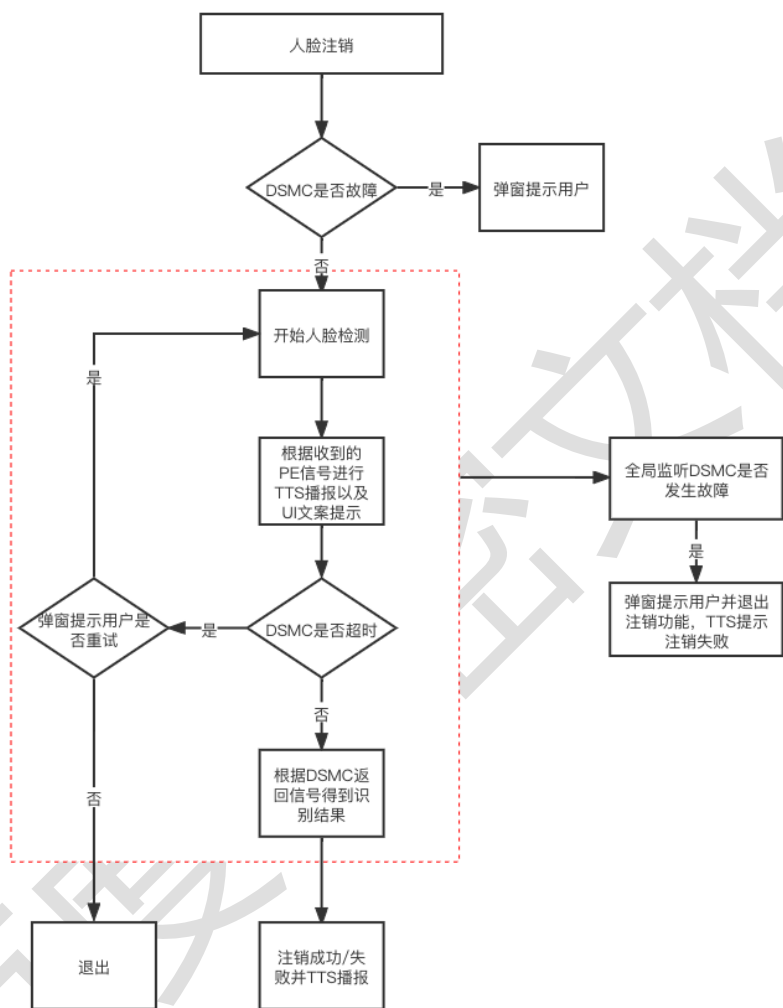 人脸注销
DSMC是否故障
是
弹窗提示用户
否
开始人脸检测
是
根据收到的
PE信号进行
TTS播报以及
UI文案提示
全局监听DSMC是否
发生故障
是
弹窗提示用户并退出
注销功能，TTS提示
注销失败
弹窗提示用户是
否重试
是
DSMC是否超时
否
根据DSMC返
回信号得到识
别结果
否
退出
注销成功/失
败并TTS播报
密文档
度